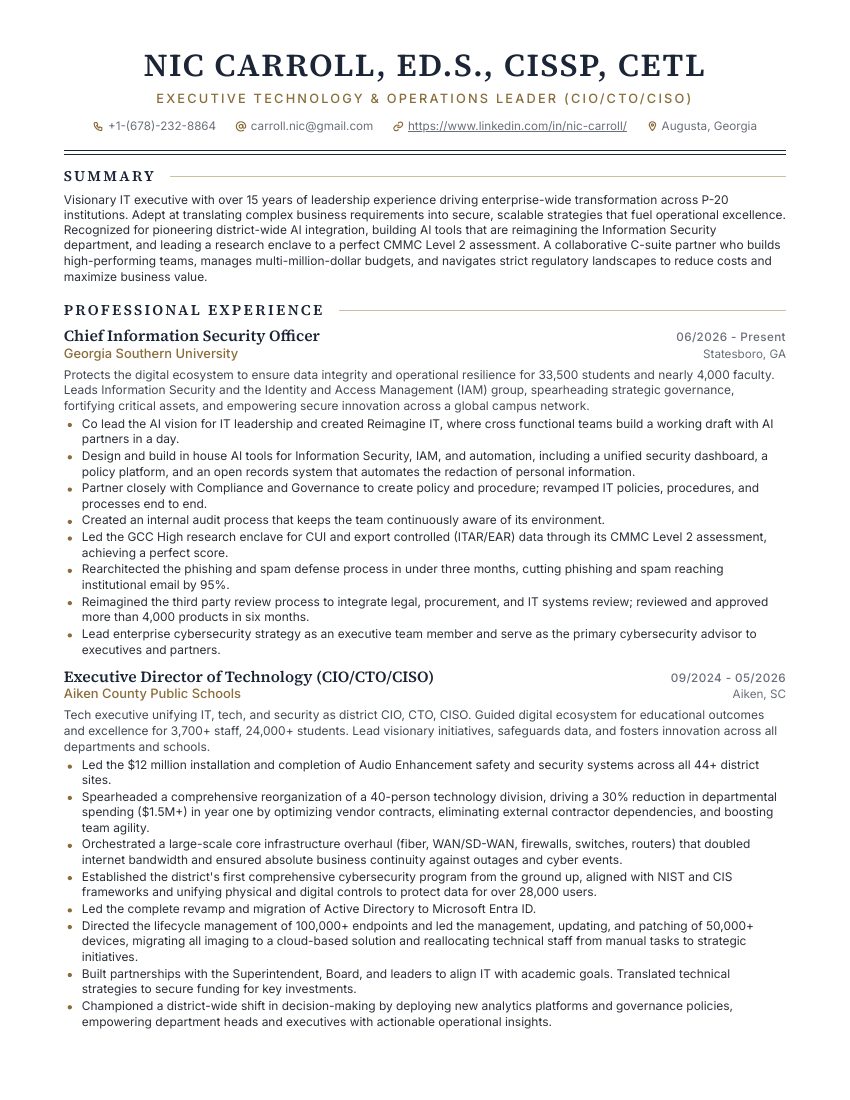 NIC CARROLL, ED.S., CISSP, CETL
EXECUTIVE TECHNOLOGY & OPERATIONS LEADER (CIO/CTO/CISO)
+1-(678)-232-8864 carroll.nic@gmail.com https://www.linkedin.com/in/nic-carroll/ Augusta, Georgia
SUMMARY
Visionary IT executive with over 15 years of leadership experience driving enterprise-wide transformation across P-20
institutions. Adept at translating complex business requirements into secure, scalable strategies that fuel operational excellence.
Recognized for pioneering district-wide AI integration, building AI tools that are reimagining the Information Security
department, and leading a research enclave to a perfect CMMC Level 2 assessment. A collaborative C-suite partner who builds
high-performing teams, manages multi-million-dollar budgets, and navigates strict regulatory landscapes to reduce costs and
maximize business value.
PROFESSIONAL EXPERIENCE
Chief Information Security Officer 06/2026 - Present
Georgia Southern University Statesboro, GA
Protects the digital ecosystem to ensure data integrity and operational resilience for 33,500 students and nearly 4,000 faculty.
Leads Information Security and the Identity and Access Management (IAM) group, spearheading strategic governance,
fortifying critical assets, and empowering secure innovation across a global campus network.
• Co lead the AI vision for IT leadership and created Reimagine IT, where cross functional teams build a working draft with AI
partners in a day.
• Design and build in house AI tools for Information Security, IAM, and automation, including a unified security dashboard, a
policy platform, and an open records system that automates the redaction of personal information.
• Partner closely with Compliance and Governance to create policy and procedure; revamped IT policies, procedures, and
processes end to end.
• Created an internal audit process that keeps the team continuously aware of its environment.
• Led the GCC High research enclave for CUI and export controlled (ITAR/EAR) data through its CMMC Level 2 assessment,
achieving a perfect score.
• Rearchitected the phishing and spam defense process in under three months, cutting phishing and spam reaching
institutional email by 95%.
• Reimagined the third party review process to integrate legal, procurement, and IT systems review; reviewed and approved
more than 4,000 products in six months.
• Lead enterprise cybersecurity strategy as an executive team member and serve as the primary cybersecurity advisor to
executives and partners.
Executive Director of Technology (CIO/CTO/CISO) 09/2024 - 05/2026
Aiken County Public Schools Aiken, SC
Tech executive unifying IT, tech, and security as district CIO, CTO, CISO. Guided digital ecosystem for educational outcomes
and excellence for 3,700+ staff, 24,000+ students. Lead visionary initiatives, safeguards data, and fosters innovation across all
departments and schools.
• Led the $12 million installation and completion of Audio Enhancement safety and security systems across all 44+ district
sites.
• Spearheaded a comprehensive reorganization of a 40-person technology division, driving a 30% reduction in departmental
spending ($1.5M+) in year one by optimizing vendor contracts, eliminating external contractor dependencies, and boosting
team agility.
• Orchestrated a large-scale core infrastructure overhaul (fiber, WAN/SD-WAN, firewalls, switches, routers) that doubled
internet bandwidth and ensured absolute business continuity against outages and cyber events.
• Established the district's first comprehensive cybersecurity program from the ground up, aligned with NIST and CIS
frameworks and unifying physical and digital controls to protect data for over 28,000 users.
• Led the complete revamp and migration of Active Directory to Microsoft Entra ID.
• Directed the lifecycle management of 100,000+ endpoints and led the management, updating, and patching of 50,000+
devices, migrating all imaging to a cloud-based solution and reallocating technical staff from manual tasks to strategic
initiatives.
• Built partnerships with the Superintendent, Board, and leaders to align IT with academic goals. Translated technical
strategies to secure funding for key investments.
• Championed a district-wide shift in decision-making by deploying new analytics platforms and governance policies,
empowering department heads and executives with actionable operational insights.